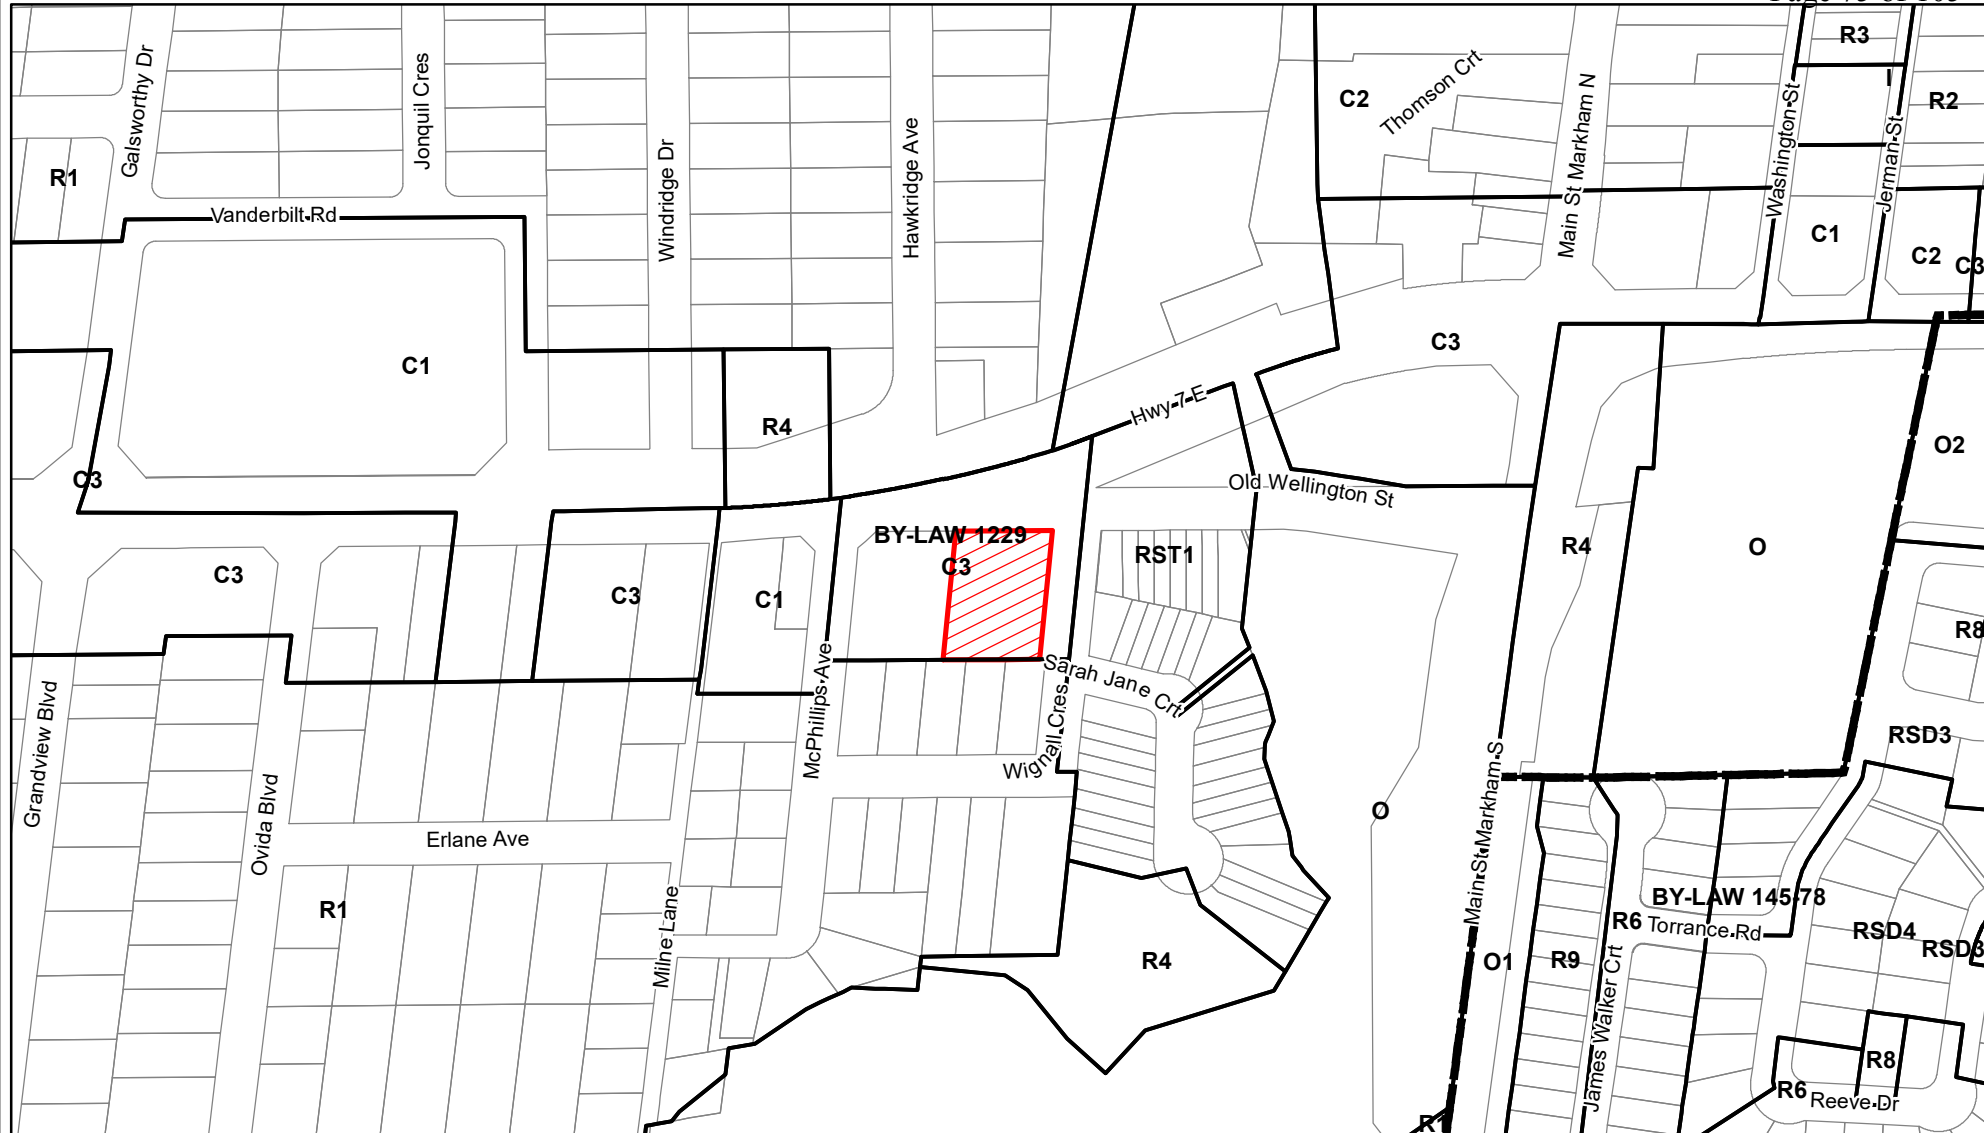 R3
Galsworthy Dr
Jonquil Cres
Thomson Crt
I
C2
R2
Main St Markham N
Washington St
Jerman St
Hawkridge Ave
Windridge Dr
R1
Vanderbilt Rd
C1
C2
C3
C3
C1
Hwy 7 E
R4
O2
C3
Old Wellington St
BY-LAW 1229
C3
RST1
R4
O
C3
C3
C1
R8
Sarah Jane Crt
McPhillips Ave
Wignall Cres
Grandview Blvd
RSD3
Ovida Blvd
O
Main St Markham S
Erlane Ave
BY-LAW 145-78
R1
Milne Lane
R6
Torrance Rd
RSD4
RSD3
R4
O1
R9
James Walker Crt
R8
R6
Reeve Dr